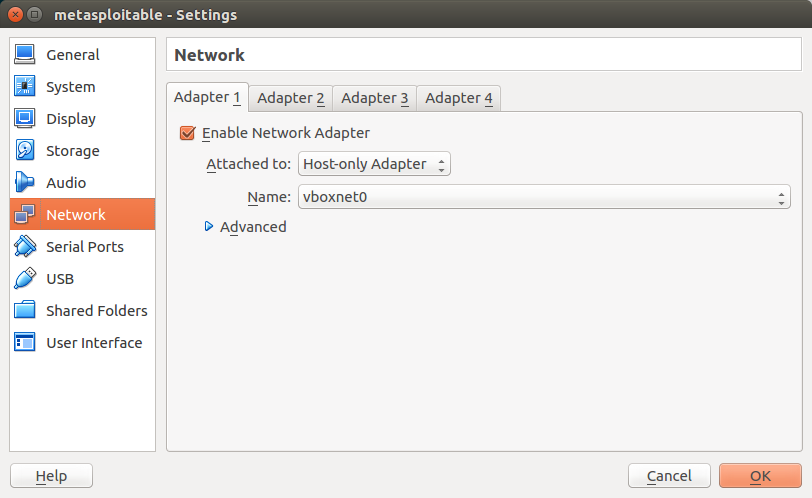 metasploitable - Settings
General
System
Display
Storage
Audio
Network
Serial Ports
USB
Shared Folders
User Interface
Network
Adapter 1 Adapter 2 Adapter 3 Adapter 4
Enable Network Adapter
Attached to: Host-only Adapter
Name: vboxnet0
Advanced
Help Cancel OK